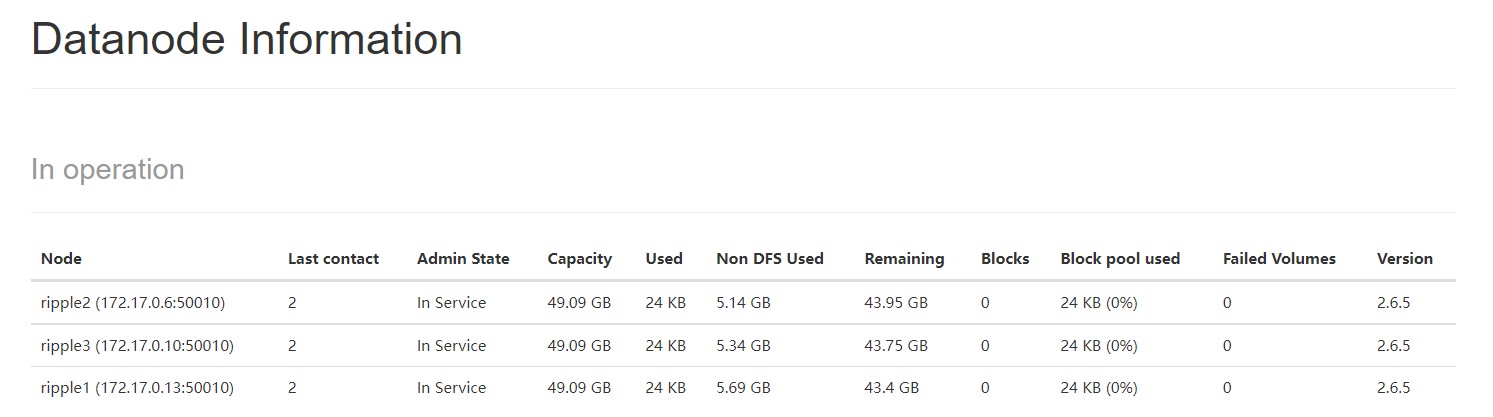 Datanode Information
In operation
Node Last contact Admin State Capacity Used Non DFS Used Remaining Blocks Block pool used Failed Volumes Version
ripple2 (172.17.0.6:50010) 2 In Service 49.09 GB 24 KB 5.14 GB 43.95 GB 0 24 KB (0%) 0 2.6.5
ripple3 (172.17.0.10:50010) 2 In Service 49.09 GB 24 KB 5.34 GB 43.75 GB 0 24 KB (0%) 0 2.6.5
ripple1 (172.17.0.13:50010) 2 In Service 49.09 GB 24 KB 5.69 GB 43.4 GB 0 24 KB (0%) 0 2.6.5